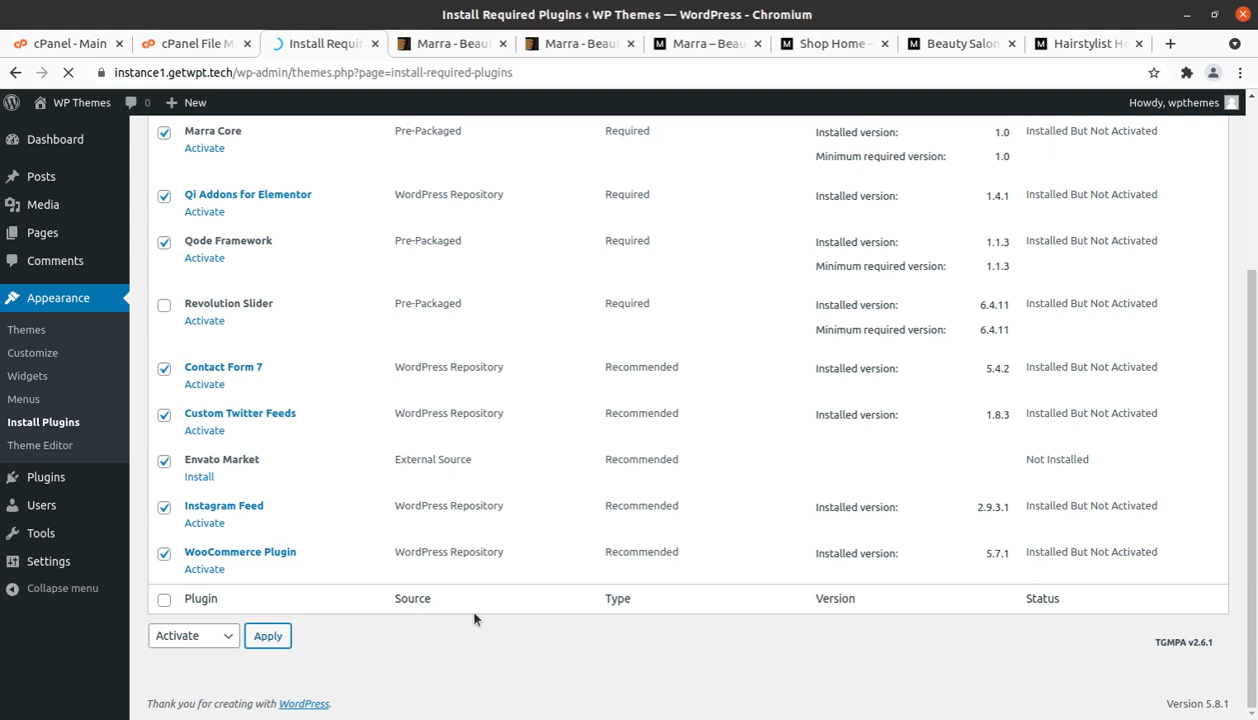 Install Required Plugins ‹ WP Themes — WordPress - Chromium
cPanel - Main
cPanel File M
Install Requir
Marra - Beaut
Marra - Beaut
Marra – Beau
Shop Home –
Beauty Salon
Hairstylist Ho
instance1.getwpt.tech/wp-admin/themes.php?page=install-required-plugins
WP Themes
0
New
Howdy, wpthemes
Dashboard
Posts
Media
Pages
Comments
Appearance
Themes
Customize
Widgets
Menus
Install Plugins
Theme Editor
Plugins
Users
Tools
Settings
Collapse menu
Marra Core Pre-Packaged Required Installed version: 1.0 Installed But Not Activated
Activate Minimum required version: 1.0
Qi Addons for Elementor WordPress Repository Required Installed version: 1.4.1 Installed But Not Activated
Activate
Qode Framework Pre-Packaged Required Installed version: 1.1.3 Installed But Not Activated
Activate Minimum required version: 1.1.3
Revolution Slider Pre-Packaged Required Installed version: 6.4.11 Installed But Not Activated
Activate Minimum required version: 6.4.11
Contact Form 7 WordPress Repository Recommended Installed version: 5.4.2 Installed But Not Activated
Activate
Custom Twitter Feeds WordPress Repository Recommended Installed version: 1.8.3 Installed But Not Activated
Activate
Envato Market External Source Recommended Not Installed
Install
Instagram Feed WordPress Repository Recommended Installed version: 2.9.3.1 Installed But Not Activated
Activate
WooCommerce Plugin WordPress Repository Recommended Installed version: 5.7.1 Installed But Not Activated
Activate
Plugin Source Type Version Status
Activate Apply
TGMPA v2.6.1
Thank you for creating with WordPress. Version 5.8.1